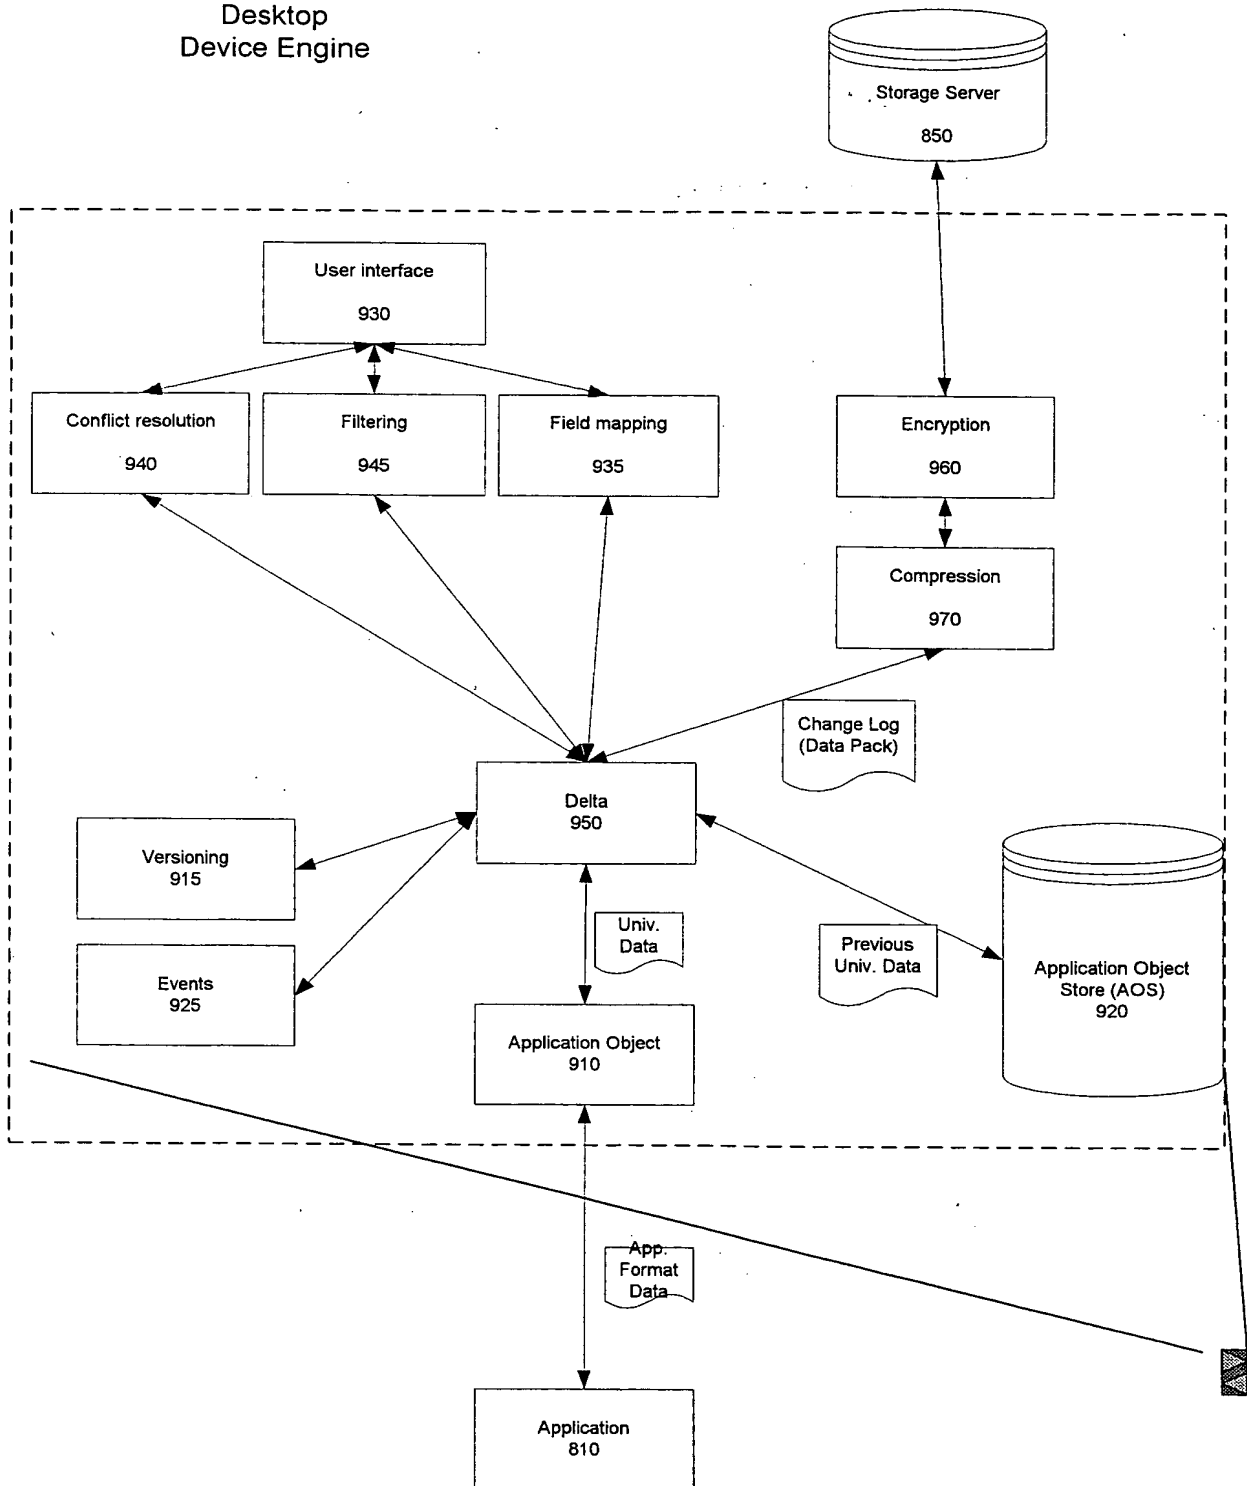 Desktop
Device Engine
Storage Server
850
User interface
930
Conflict resolution
940
Filtering
945
Field mapping
935
Encryption
960
Compression
970
Change Log
(Data Pack)
Delta
950
Versioning
915
Events
925
Univ.
Data
Previous
Univ. Data
Application Object
Store (AOS)
920
Application Object
910
App.
Format
Data
Application
810